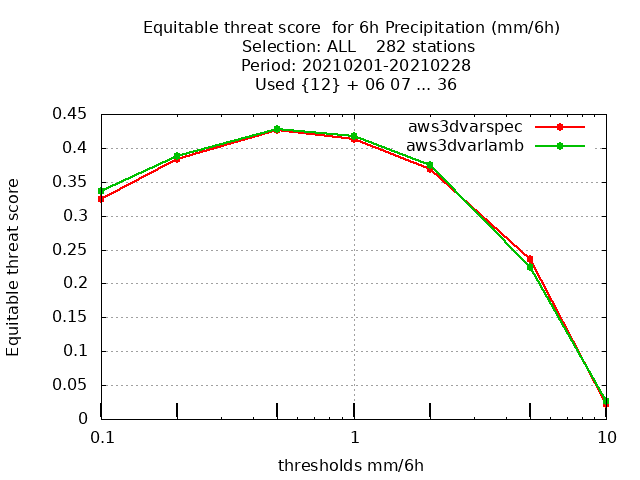 Equitable threat score  for 6h Precipitation (mm/6h)
Selection: ALL    282 stations
Period: 20210201-20210228
Used {12} + 06 07 ... 36
aws3dvarspec
aws3dvarlamb
Equitable threat score
0.45
0.4
0.35
0.3
0.25
0.2
0.15
0.1
0.05
0
0.1 1 10
thresholds mm/6h